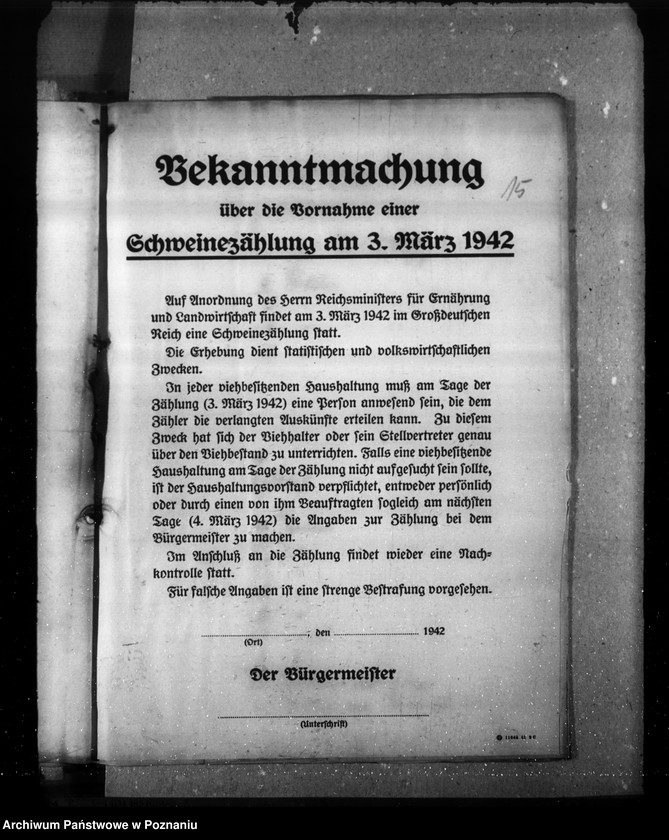 Bekanntmachung
15
über die Vornahme einer
Schweinezählung am 3. März 1942
Auf Anordnung des Herrn Reichsministers für Ernährung
und Landwirtschaft findet am 3. März 1942 im Großdeutschen
Reich eine Schweinezählung statt.
Die Erhebung dient statistischen und volkswirtschaftlichen
Zwecken.
In jeder viehbesitzenden Haushaltung muß am Tage der
Zählung (3. März 1942) eine Person anwesend sein, die dem
Zähler die verlangten Auskünfte erteilen kann. Zu diesem
Zweck hat sich der Viehhalter oder sein Stellvertreter genau
über den Viehbestand zu unterrichten. Falls eine viehbesitzende
Haushaltung am Tage der Zählung nicht aufgesucht sein sollte,
ist der Haushaltungsvorstand verpflichtet, entweder persönlich
oder durch einen von ihm Beauftragten sogleich am nächsten
Tage (4. März 1942) die Angaben zur Zählung bei dem
Bürgermeister zu machen.
Im Anschluß an die Zählung findet wieder eine Nach-
kontrolle statt.
Für falsche Angaben ist eine strenge Bestrafung vorgesehen.
; den 1942
(Ort)
Der Bürgermeister
(Unterschrift)
Archiwum Państwowe w Poznaniu